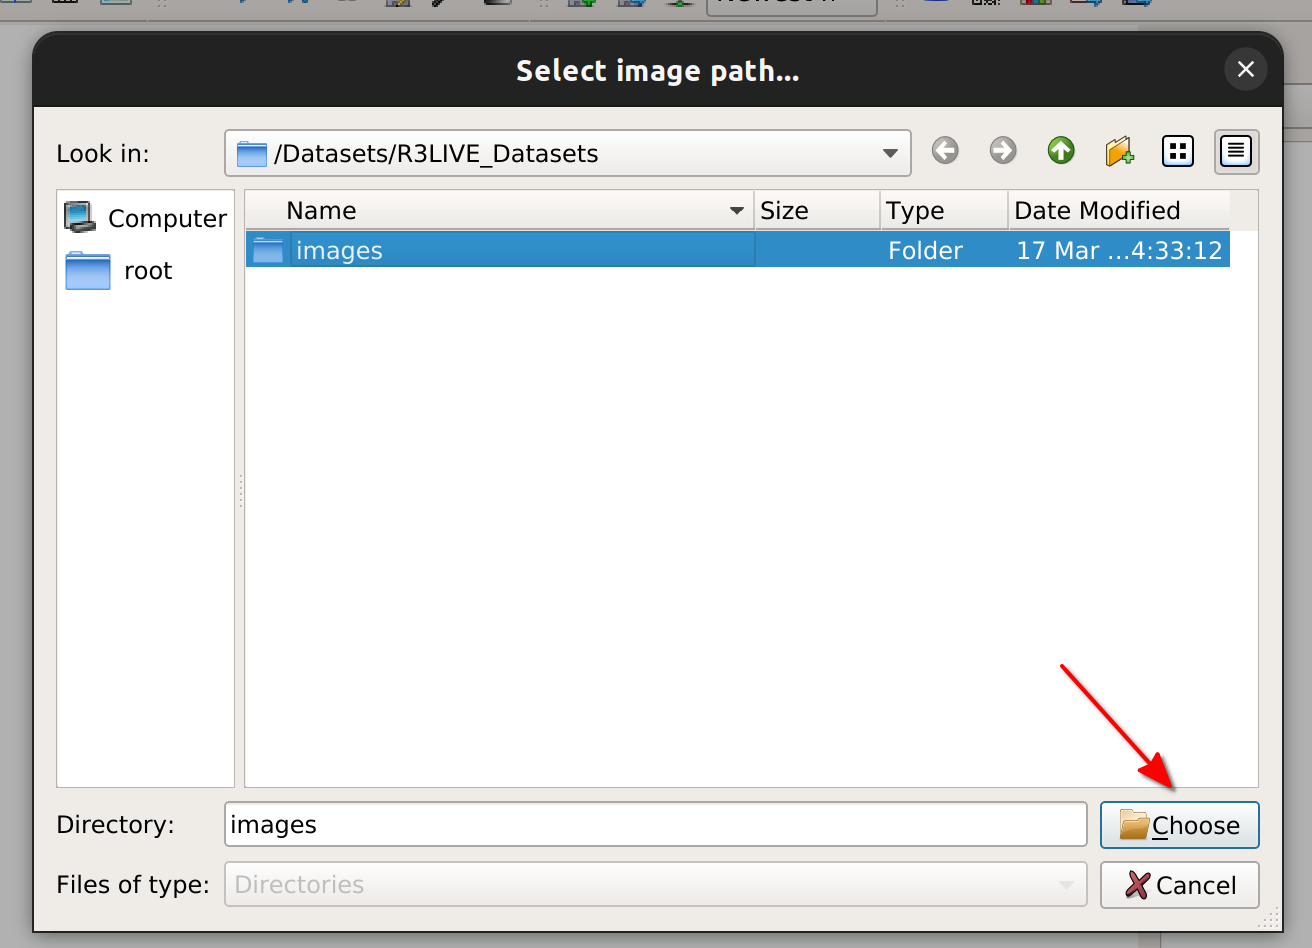 Select image path...
Look in: /Datasets/R3LIVE_Datasets
Computer
root
Name Size Type Date Modified
images Folder 17 Mar ...4:33:12
Directory: images Choose
Files of type: Directories Cancel